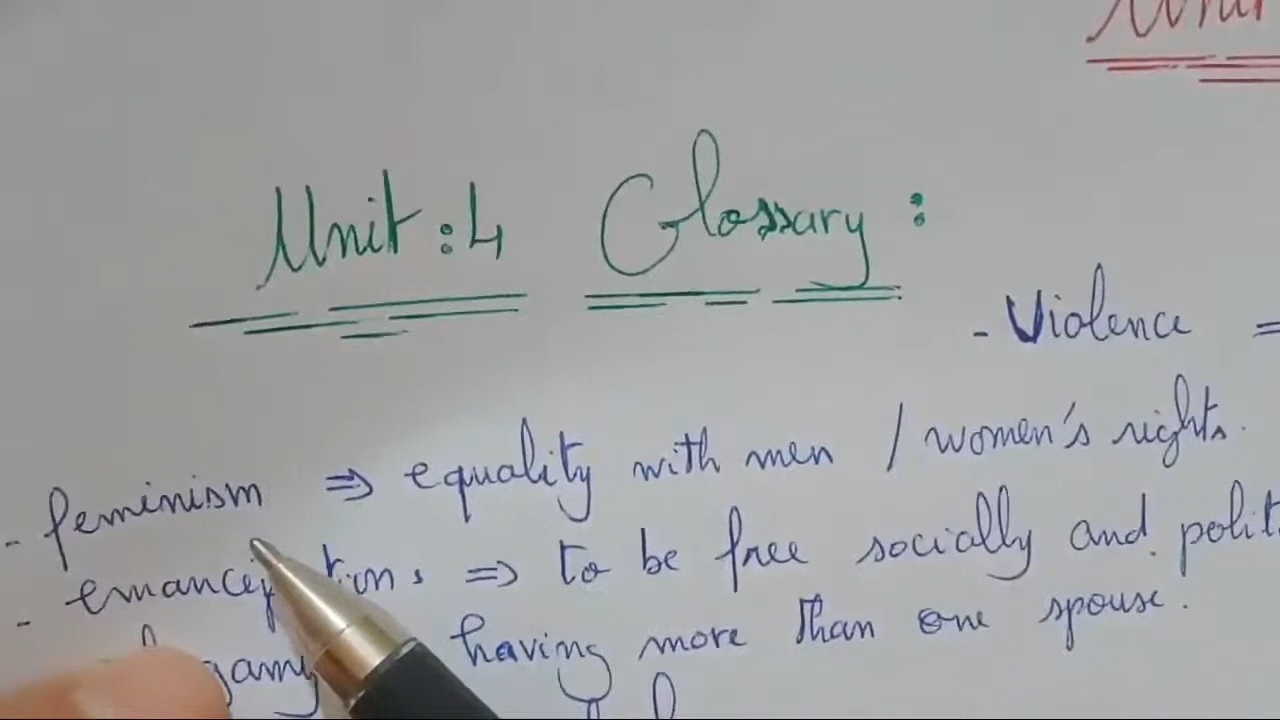 Unit:4 Glossary:
- Violence =
- feminism ⇒ equality with men / women's rights.
- ⇒ to be free socially and polit
having more than one spouse.